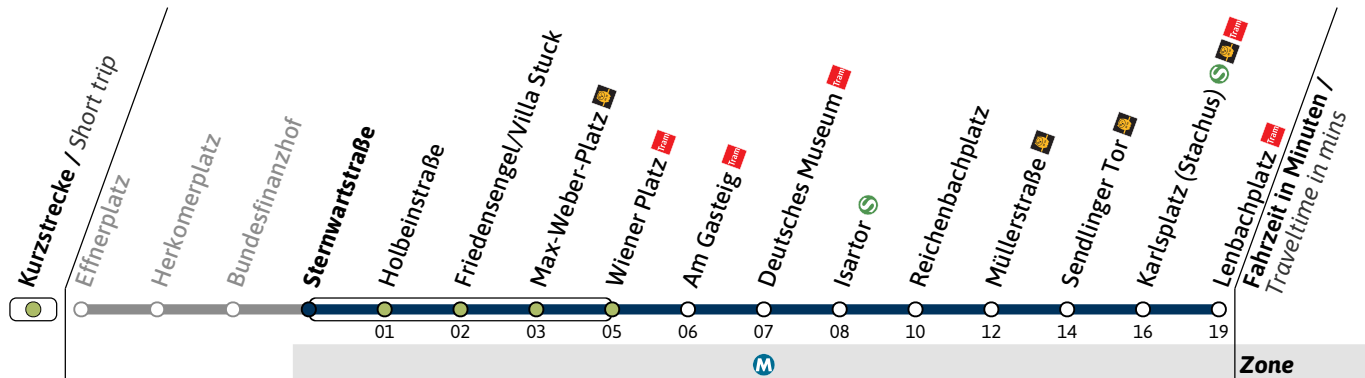 Kurzstrecke / Short trip
Effnerplatz
Herkomerplatz
Bundesfinanzhof
Sternwartstraße
Holbeinstraße
Friedensengel/Villa Stuck
Max-Weber-Platz
Wiener Platz Tram
Am Gasteig Tram
Deutsches Museum Tram
Isartor S
Reichenbachplatz
Müllerstraße
Sendlinger Tor
Karlsplatz (Stachus) S Tram
Lenbachplatz Tram
Fahrzeit in Minuten /
Traveltime in mins
01 02 03 05 06 07 08 10 12 14 16 19
M Zone